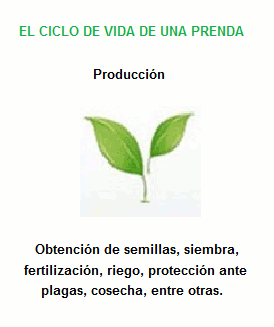 EL CICLO DE VIDA DE UNA PRENDA
Producción
Obtención de semillas, siembra,
fertilización, riego, protección ante
plagas, cosecha, entre otras.